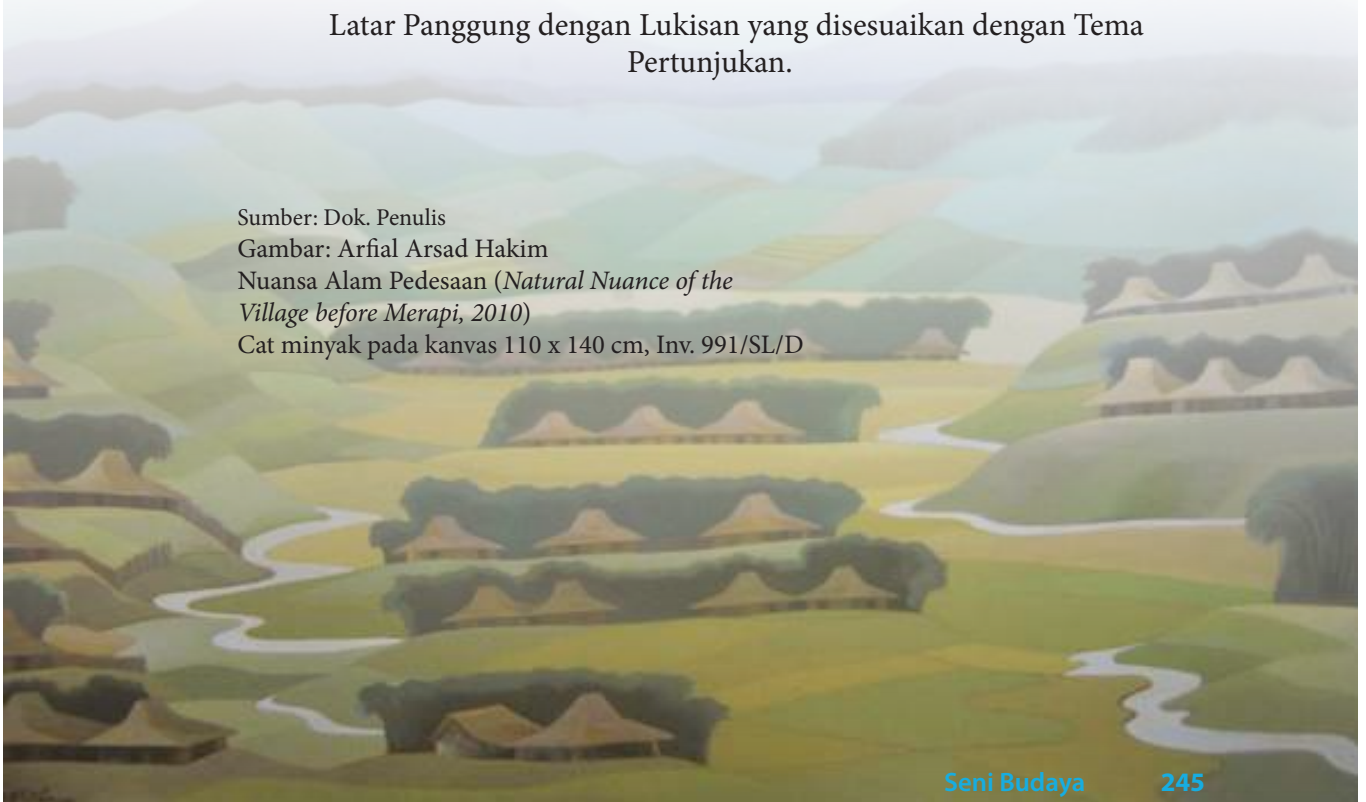 Latar Panggung dengan Lukisan yang disesuaikan dengan Tema
Pertunjukan.
Sumber: Dok. Penulis
Gambar: Arfial Arsad Hakim
Nuansa Alam Pedesaan (Natural Nuance of the
Village before Merapi, 2010)
Cat minyak pada kanvas 110 x 140 cm, Inv. 991/SL/D
Seni Budaya 245